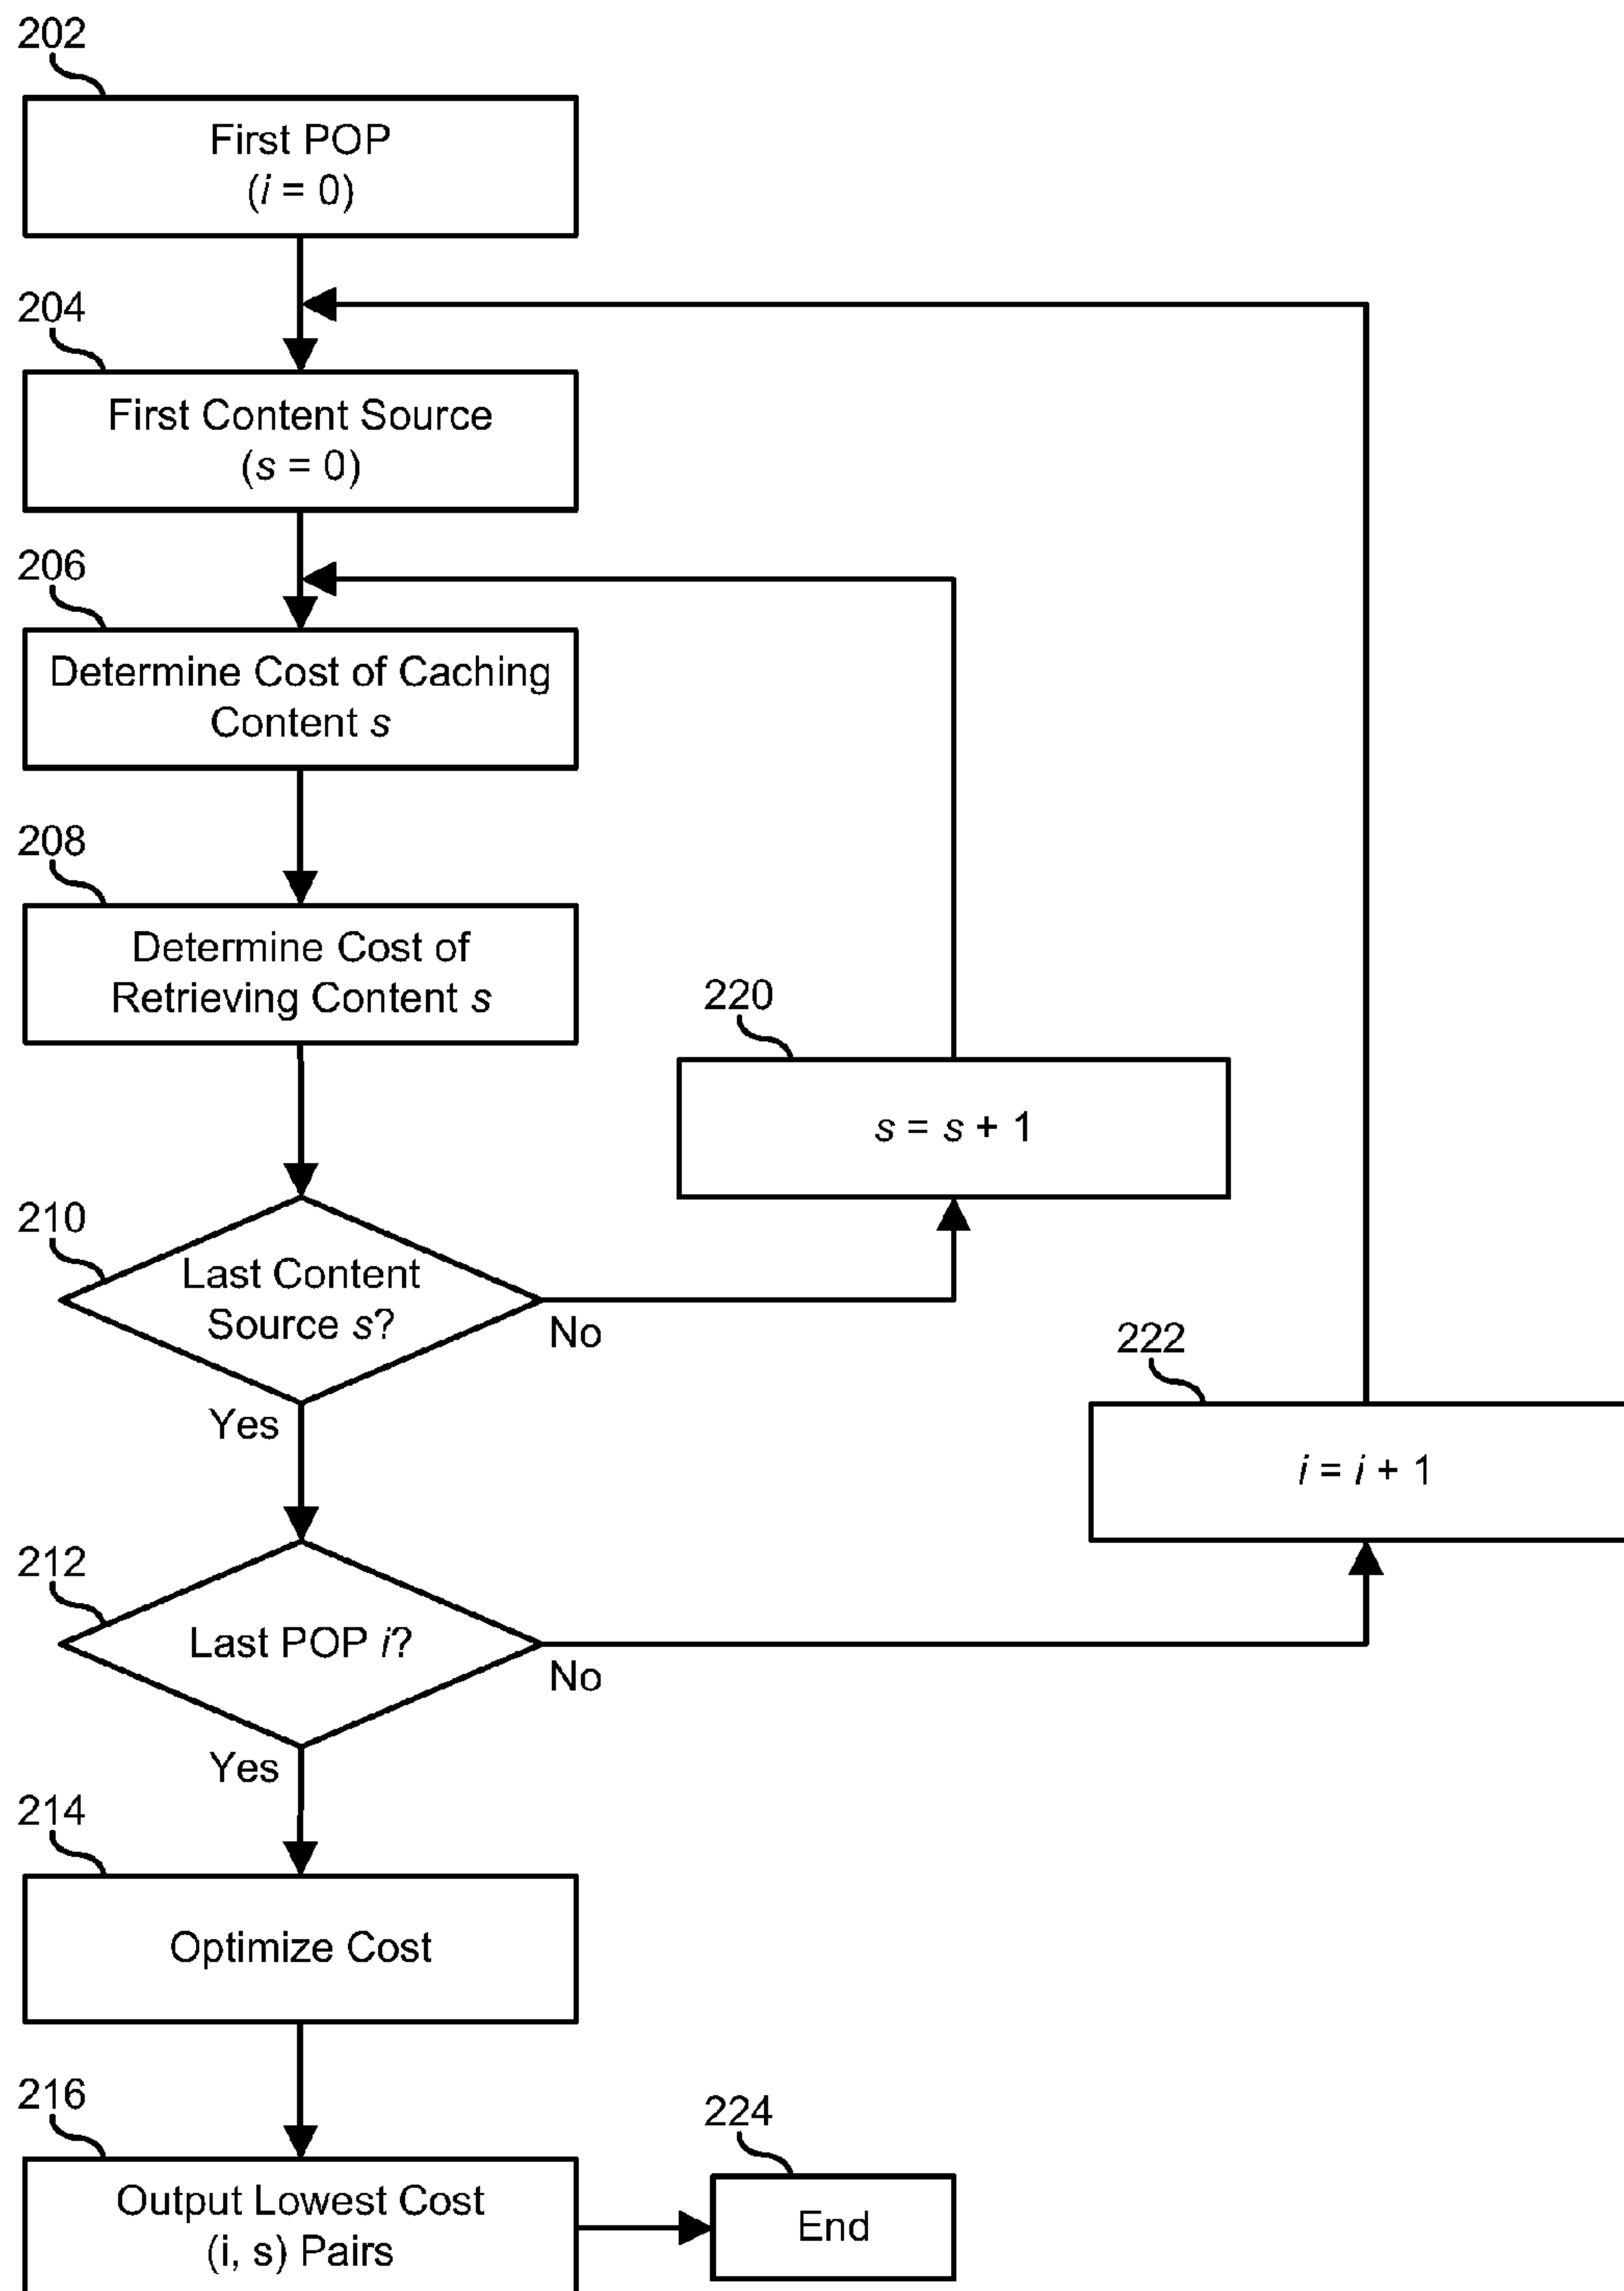 202
First POP
(i = 0)
204
First Content Source
(s = 0)
206
Determine Cost of Caching
Content s
208
Determine Cost of
Retrieving Content s
220
s = s + 1
210
Last Content
Source s?
No
Yes
222
i = i + 1
212
Last POP i?
No
Yes
214
Optimize Cost
216
Output Lowest Cost
(i, s) Pairs
224
End